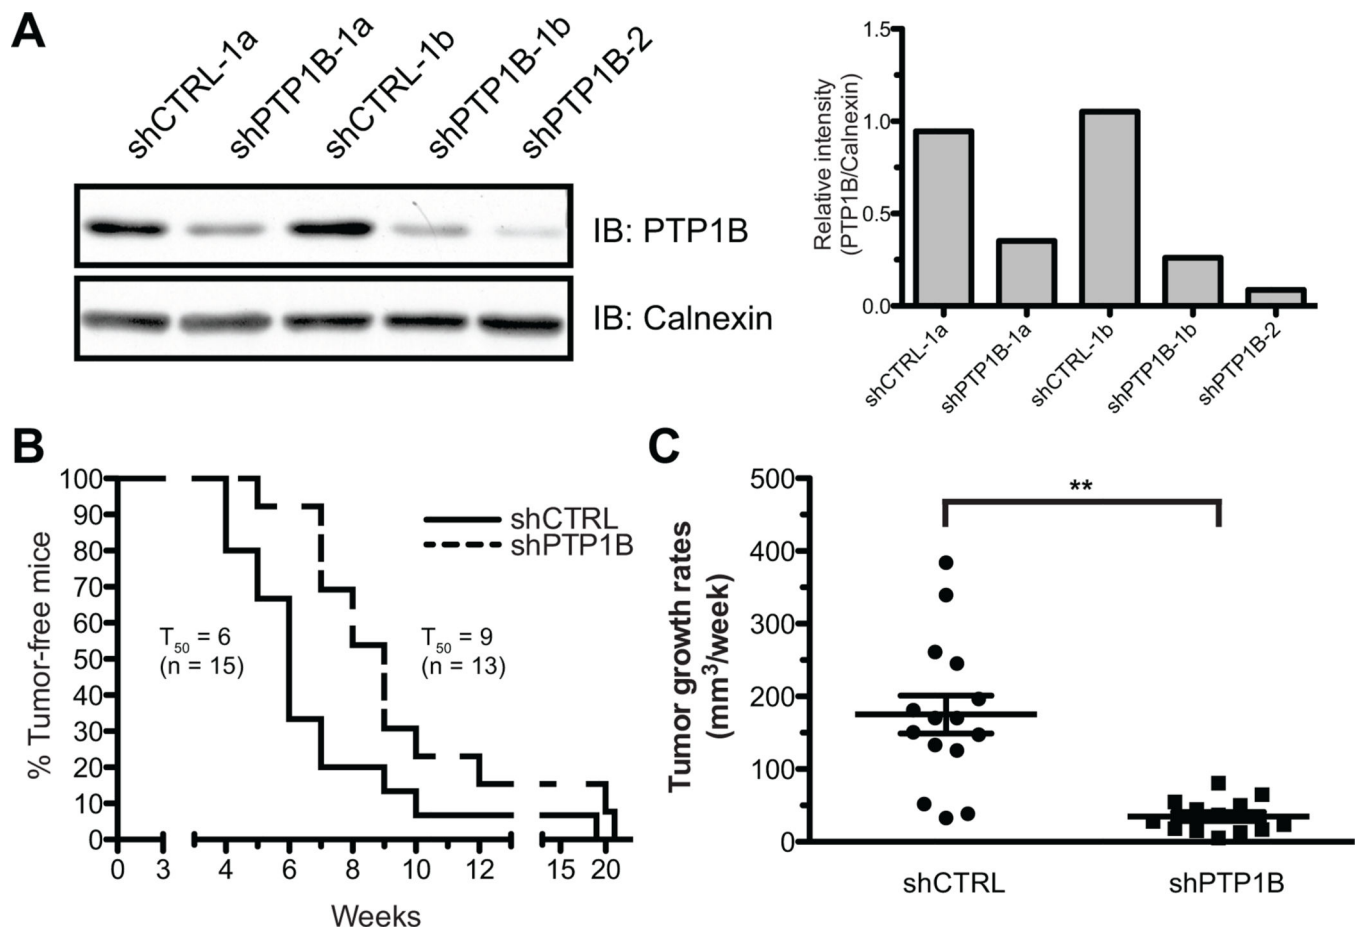 A
shCTRL-1a
shPTP1B-1a
shCTRL-1b
shPTP1B-1b
shPTP1B-2
IB: PTP1B
IB: Calnexin
Relative intensity
(PTP1B/Calnexin)
1.5
1.0
0.5
0.0
shCTRL-1a
shPTP1B-1a
shCTRL-1b
shPTP1B-1b
shPTP1B-2
B
% Tumor-free mice
100
90
80
70
60
50
40
30
20
10
0
shCTRL
shPTP1B
T50 = 6
(n = 15)
T50 = 9
(n = 13)
0 3 4 6 8 10 12 15 20
Weeks
C
Tumor growth rates
(mm³/week)
500
400
300
200
100
0
**
shCTRL
shPTP1B